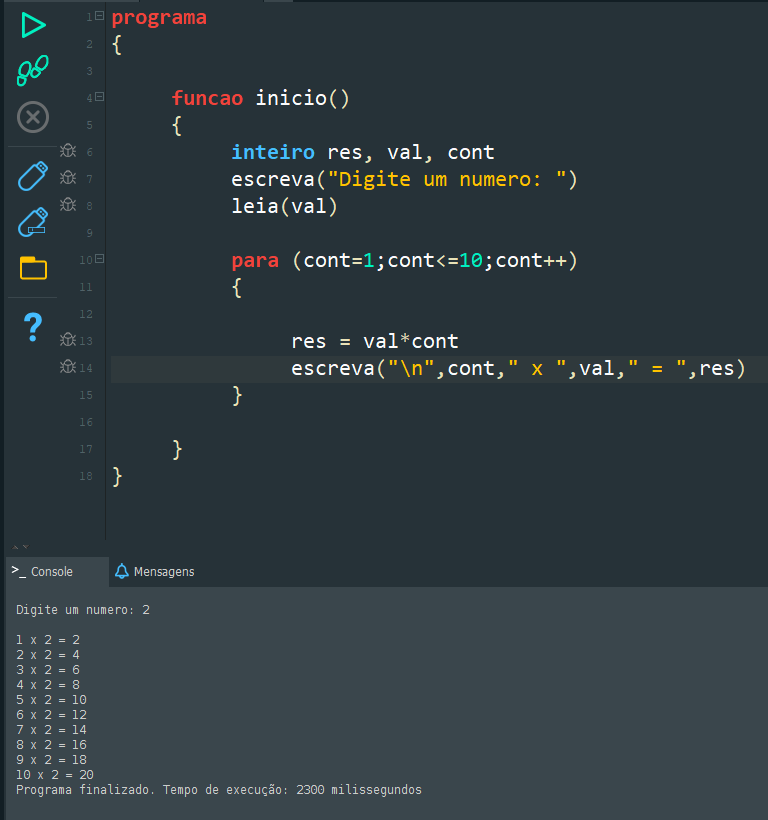 1 programa
2 {
3
4 funcao inicio()
5 {
6 inteiro res, val, cont
7 escreva("Digite um numero: ")
8 leia(val)
9
10 para (cont=1;cont<=10;cont++)
11 {
12
13 res = val*cont
14 escreva("\n",cont," x ",val," = ",res)
15 }
16
17 }
18 }
>_ Console Mensagens
Digite um numero: 2
1 x 2 = 2
2 x 2 = 4
3 x 2 = 6
4 x 2 = 8
5 x 2 = 10
6 x 2 = 12
7 x 2 = 14
8 x 2 = 16
9 x 2 = 18
10 x 2 = 20
Programa finalizado. Tempo de execução: 2300 milissegundos